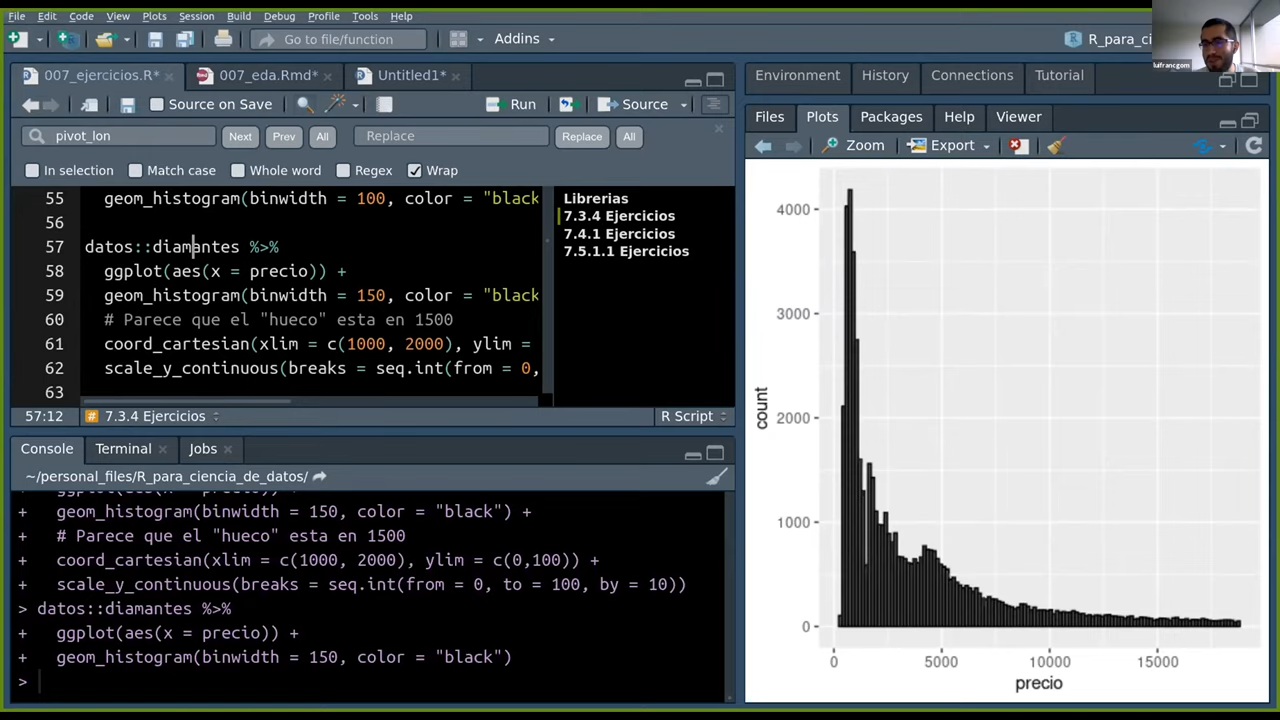 File Edit Code View Plots Session Build Debug Profile Tools Help
Go to file/function Addins R_para_ci
luifrancgom
007_ejercicios.R* 007_eda.Rmd* Untitled1*
Source on Save Run Source
pivot_lon Next Prev All Replace Replace All
In selection Match case Whole word Regex Wrap
55 geom_histogram(binwidth = 100, color = "black
56
57 datos::diamantes %>%
58 ggplot(aes(x = precio)) +
59 geom_histogram(binwidth = 150, color = "black
60 # Parece que el "hueco" esta en 1500
61 coord_cartesian(xlim = c(1000, 2000), ylim =
62 scale_y_continuous(breaks = seq.int(from = 0,
63
Librerias
7.3.4 Ejercicios
7.4.1 Ejercicios
7.5.1.1 Ejercicios
57:12 # 7.3.4 Ejercicios R Script
Console Terminal Jobs
~/personal_files/R_para_ciencia_de_datos/
+ geom_histogram(binwidth = 150, color = "black") +
+ # Parece que el "hueco" esta en 1500
+ coord_cartesian(xlim = c(1000, 2000), ylim = c(0,100)) +
+ scale_y_continuous(breaks = seq.int(from = 0, to = 100, by = 10))
> datos::diamantes %>%
+ ggplot(aes(x = precio)) +
+ geom_histogram(binwidth = 150, color = "black")
>
Environment History Connections Tutorial
Files Plots Packages Help Viewer
Zoom Export
4000
3000
2000
1000
0
count
0 5000 10000 15000
precio